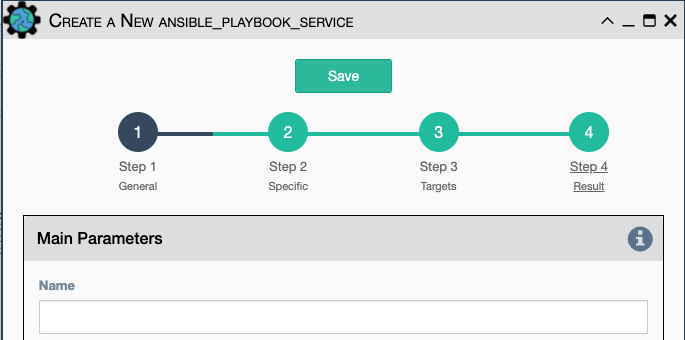 Create a New ansible_playbook_service
Save
1 2 3 4
Step 1 Step 2 Step 3 Step 4
General Specific Targets Result
Main Parameters
Name